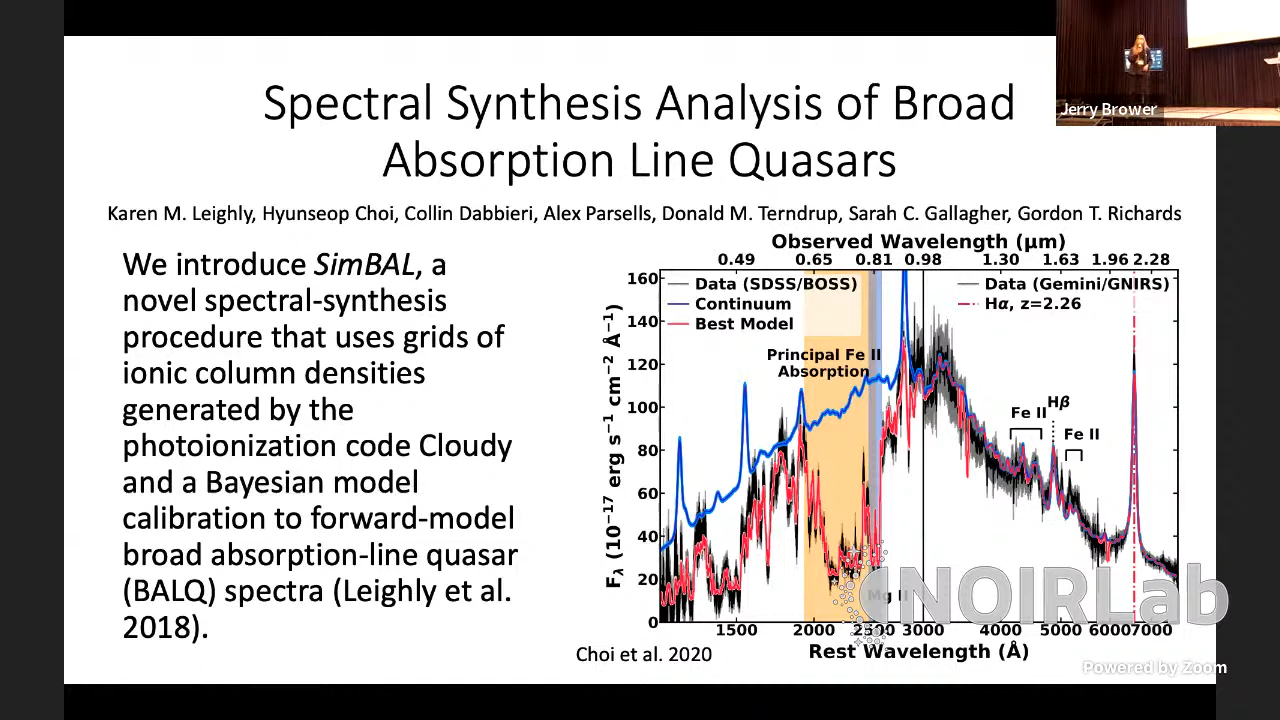 Spectral Synthesis Analysis of Broad
Absorption Line Quasars
Jerry Brower
Karen M. Leighly, Hyunseop Choi, Collin Dabbieri, Alex Parsells, Donald M. Terndrup, Sarah C. Gallagher, Gordon T. Richards
We introduce SimBAL, a
novel spectral-synthesis
procedure that uses grids of
ionic column densities
generated by the
photoionization code Cloudy
and a Bayesian model
calibration to forward-model
broad absorption-line quasar
(BALQ) spectra (Leighly et al.
2018).
Observed Wavelength (μm)
0.49 0.65 0.81 0.98 1.30 1.63 1.96 2.28
Data (SDSS/BOSS)
Continuum
Best Model
Data (Gemini/GNIRS)
Hα, z=2.26
Principal Fe II
Absorption
Fe II
Hβ
Fe II
Mg II
F_λ (10⁻¹⁷ erg s⁻¹ cm⁻² Å⁻¹)
160
140
120
100
80
60
40
20
0
1500 2000 2500 3000 4000 5000 6000 7000
Rest Wavelength (Å)
Choi et al. 2020
NOIRLab
Powered by Zoom